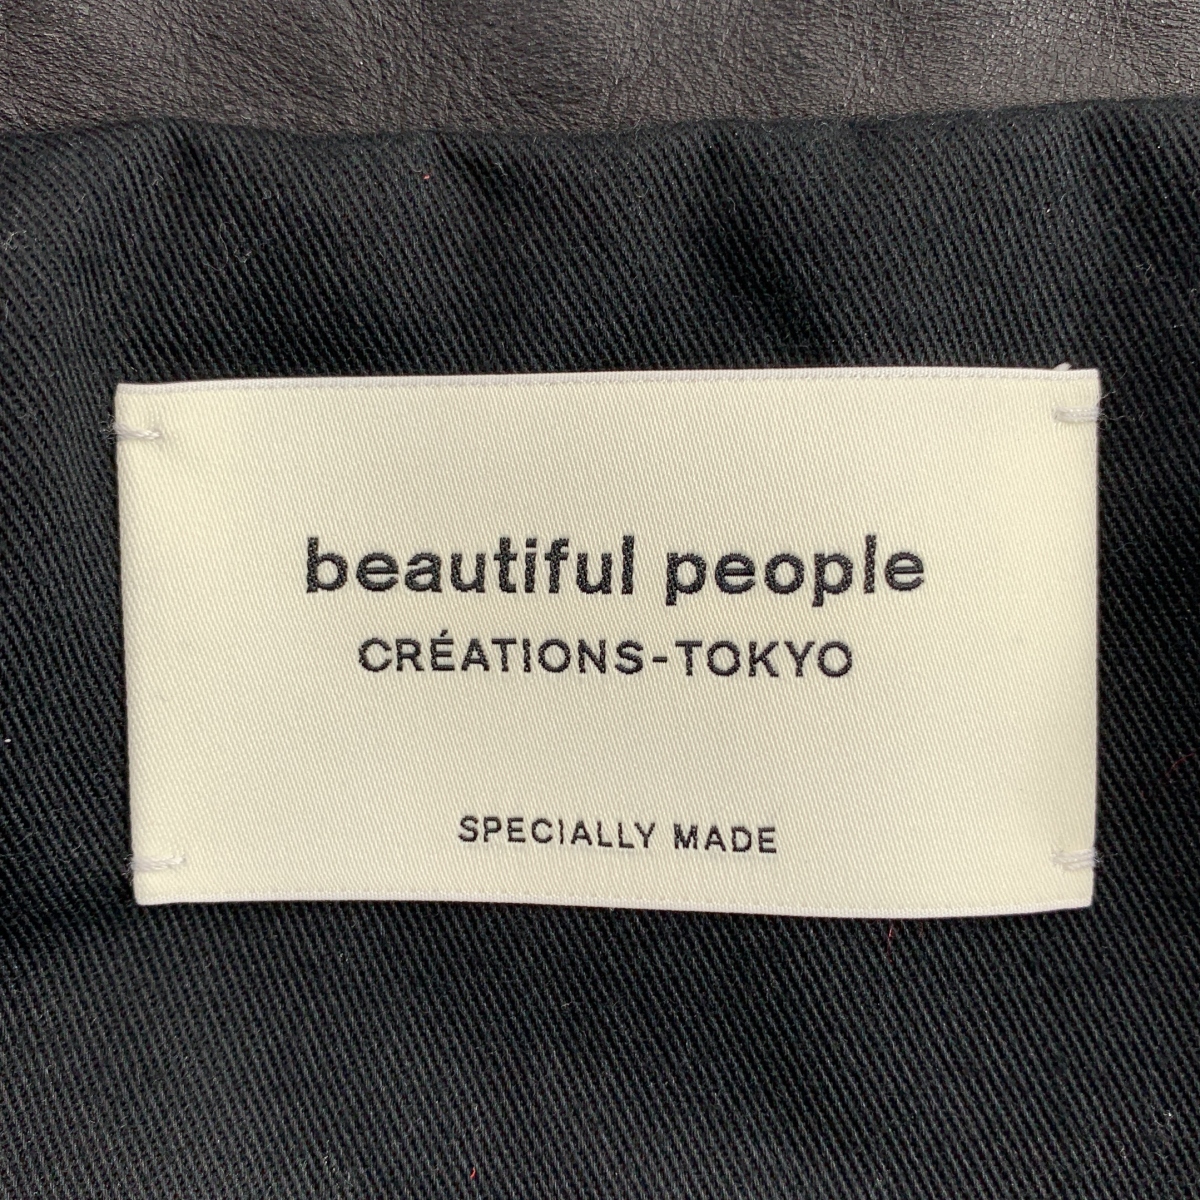 beautiful people
CRÉATIONS-TOKYO
SPECIALLY MADE